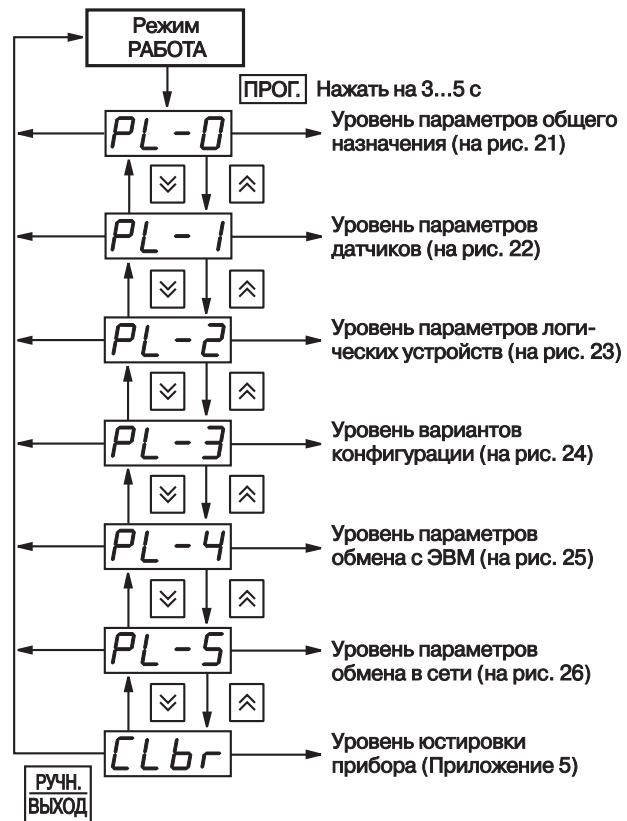 Режим
РАБОТА
ПРОГ. Нажать на 3...5 с
PL-0
Уровень параметров общего
назначения (на рис. 21)
PL-1
Уровень параметров
датчиков (на рис. 22)
PL-2
Уровень параметров логи-
ческих устройств (на рис. 23)
PL-3
Уровень вариантов
конфигурации (на рис. 24)
PL-4
Уровень параметров
обмена с ЭВМ (на рис. 25)
PL-5
Уровень параметров
обмена в сети (на рис. 26)
CLbr
Уровень юстировки
прибора (Приложение 5)
РУЧН.
ВЫХОД